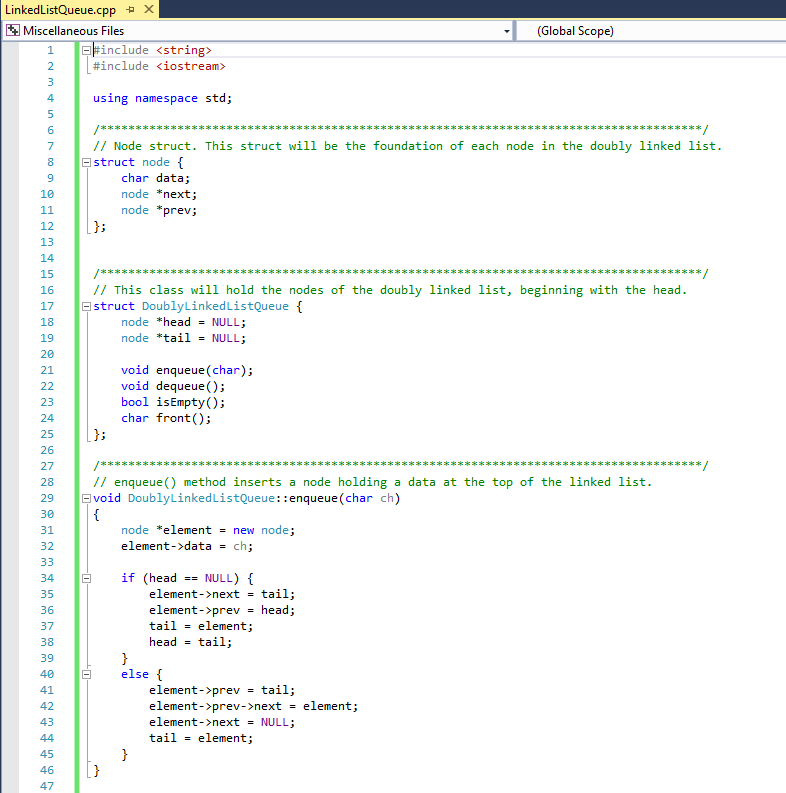 LinkedListQueue.cpp
Miscellaneous Files (Global Scope)
1 #include <string>
2 #include <iostream>
3
4 using namespace std;
5
6 /**************************************************************************************/
7 // Node struct. This struct will be the foundation of each node in the doubly linked list.
8 struct node {
9 char data;
10 node *next;
11 node *prev;
12 };
13
14
15 /**************************************************************************************/
16 // This class will hold the nodes of the doubly linked list, beginning with the head.
17 struct DoublyLinkedListQueue {
18 node *head = NULL;
19 node *tail = NULL;
20
21 void enqueue(char);
22 void dequeue();
23 bool isEmpty();
24 char front();
25 };
26
27 /**************************************************************************************/
28 // enqueue() method inserts a node holding a data at the top of the linked list.
29 void DoublyLinkedListQueue::enqueue(char ch)
30 {
31 node *element = new node;
32 element->data = ch;
33
34 if (head == NULL) {
35 element->next = tail;
36 element->prev = head;
37 tail = element;
38 head = tail;
39 }
40 else {
41 element->prev = tail;
42 element->prev->next = element;
43 element->next = NULL;
44 tail = element;
45 }
46 }
47